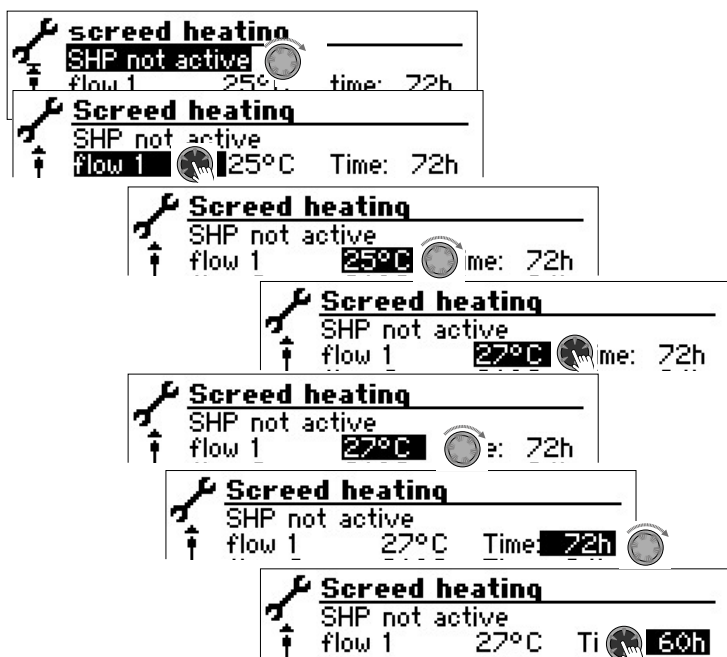 screed heating
SHP not active
flow 1 25°C time: 72h
Screed heating
SHP not active
flow 1 25°C Time: 72h
Screed heating
SHP not active
flow 1 25°C me: 72h
Screed heating
SHP not active
flow 1 27°C me: 72h
Screed heating
SHP not active
flow 1 27°C e: 72h
Screed heating
SHP not active
flow 1 27°C Time: 72h
Screed heating
SHP not active
flow 1 27°C Ti 60h